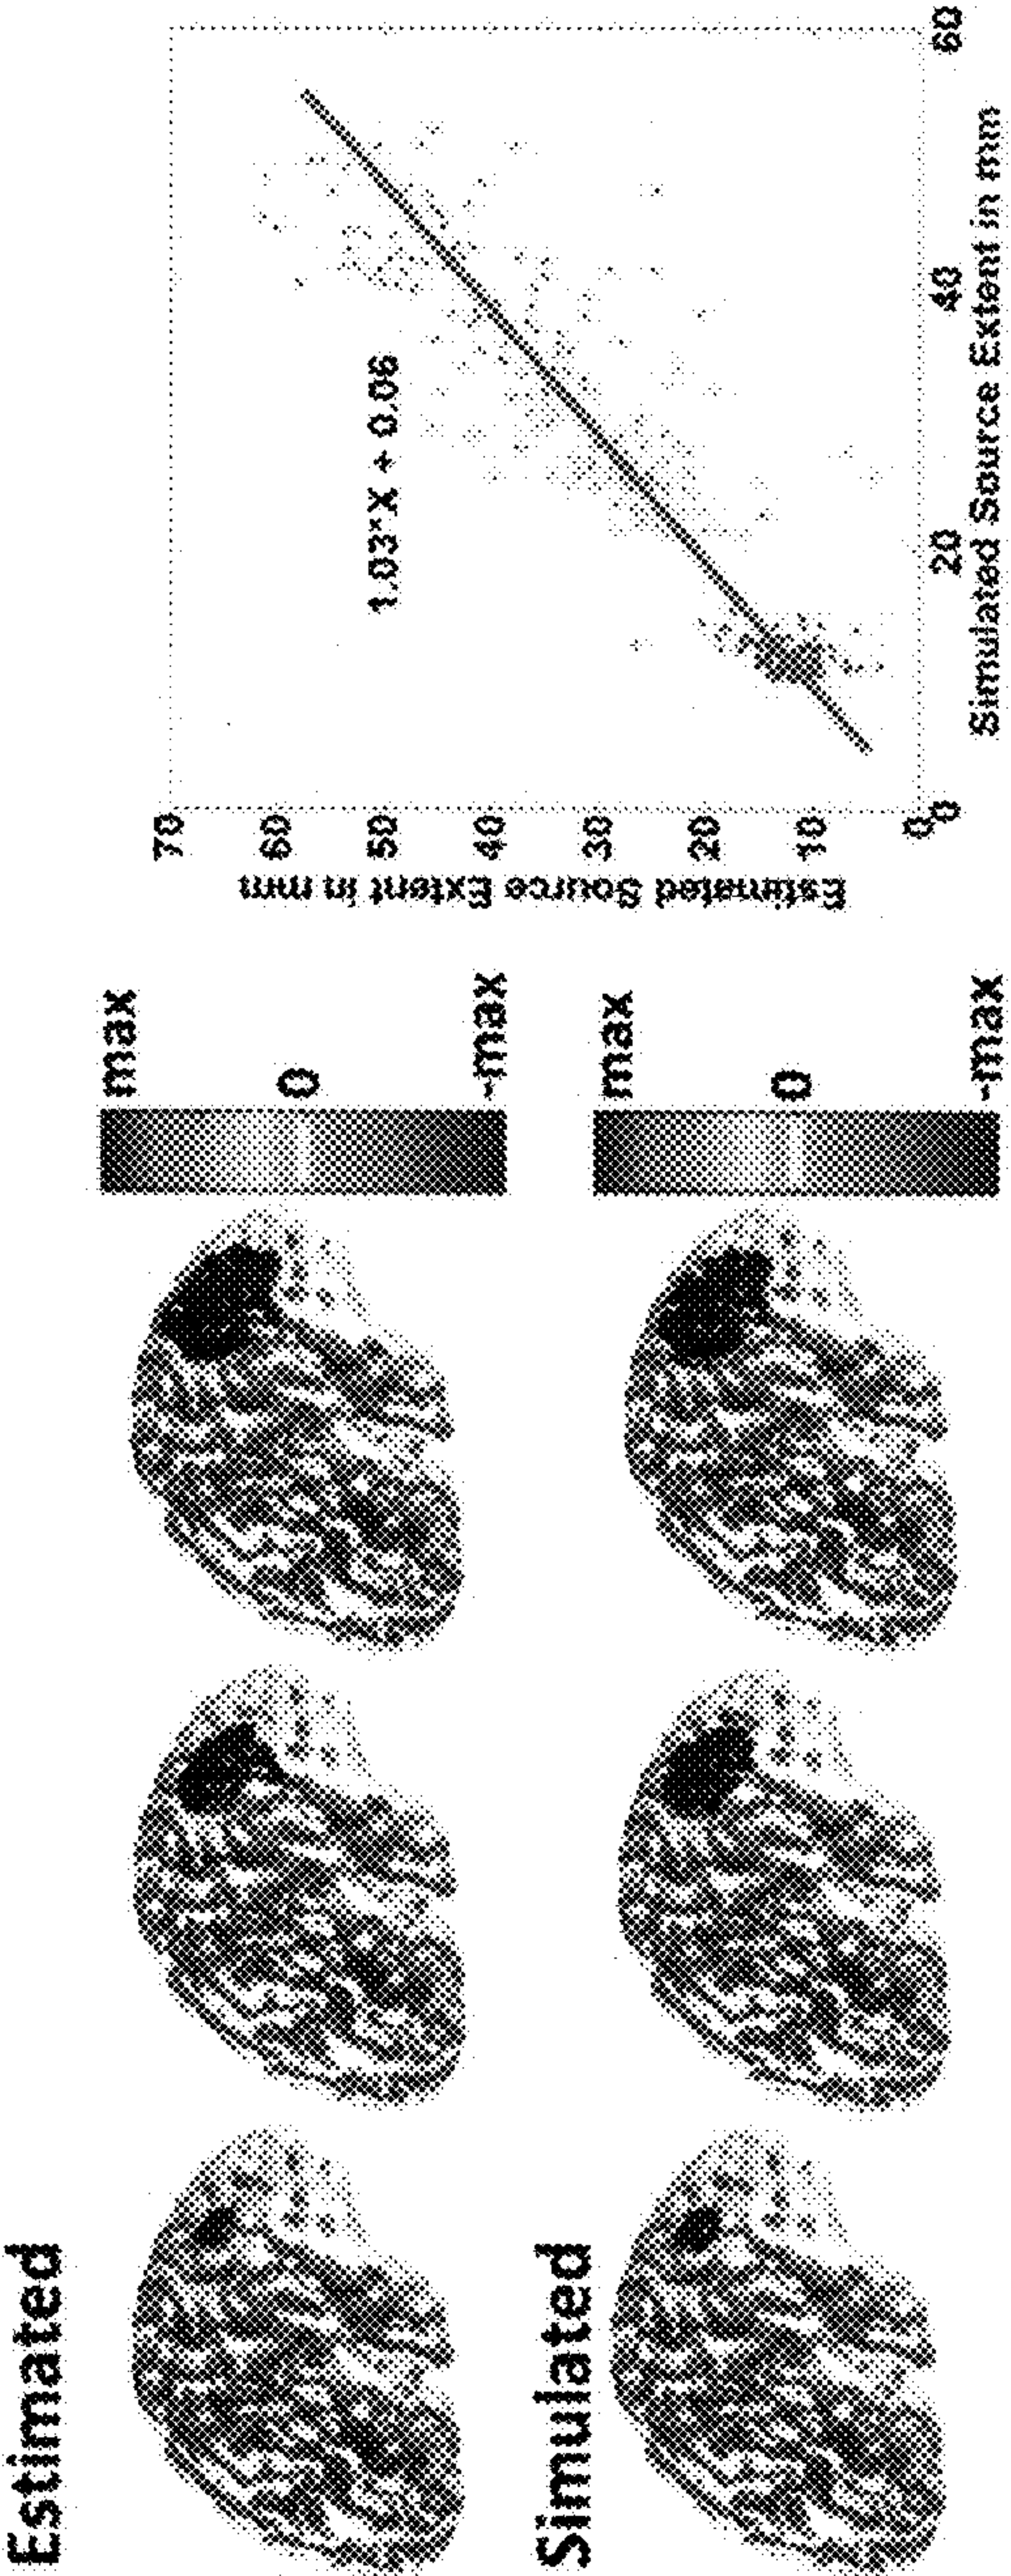 Estimated
max
0
-max
Simulated
max
0
-max
Estimated Source Extent in mm
70
60
50
40
30
20
10
0
1.03*X + 0.06
0
20
40
60
Simulated Source Extent in mm